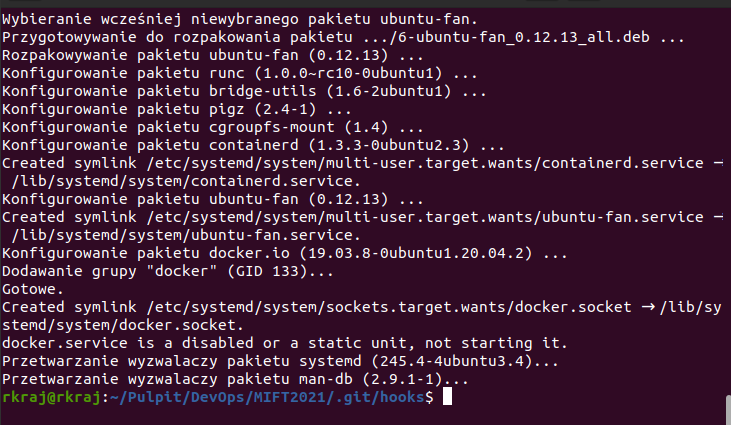 Wybieranie wcześniej niewybranego pakietu ubuntu-fan.
Przygotowywanie do rozpakowania pakietu .../6-ubuntu-fan_0.12.13_all.deb ...
Rozpakowywanie pakietu ubuntu-fan (0.12.13) ...
Konfigurowanie pakietu runc (1.0.0~rc10-0ubuntu1) ...
Konfigurowanie pakietu bridge-utils (1.6-2ubuntu1) ...
Konfigurowanie pakietu pigz (2.4-1) ...
Konfigurowanie pakietu cgroupfs-mount (1.4) ...
Konfigurowanie pakietu containerd (1.3.3-0ubuntu2.3) ...
Created symlink /etc/systemd/system/multi-user.target.wants/containerd.service →
/lib/systemd/system/containerd.service.
Konfigurowanie pakietu ubuntu-fan (0.12.13) ...
Created symlink /etc/systemd/system/multi-user.target.wants/ubuntu-fan.service →
/lib/systemd/system/ubuntu-fan.service.
Konfigurowanie pakietu docker.io (19.03.8-0ubuntu1.20.04.2) ...
Dodawanie grupy "docker" (GID 133)...
Gotowe.
Created symlink /etc/systemd/system/sockets.target.wants/docker.socket → /lib/sy
stemd/system/docker.socket.
docker.service is a disabled or a static unit, not starting it.
Przetwarzanie wyzwalaczy pakietu systemd (245.4-4ubuntu3.4)...
Przetwarzanie wyzwalaczy pakietu man-db (2.9.1-1)...
rkraj@rkraj:~/Pulpit/DevOps/MIFT2021/.git/hooks$